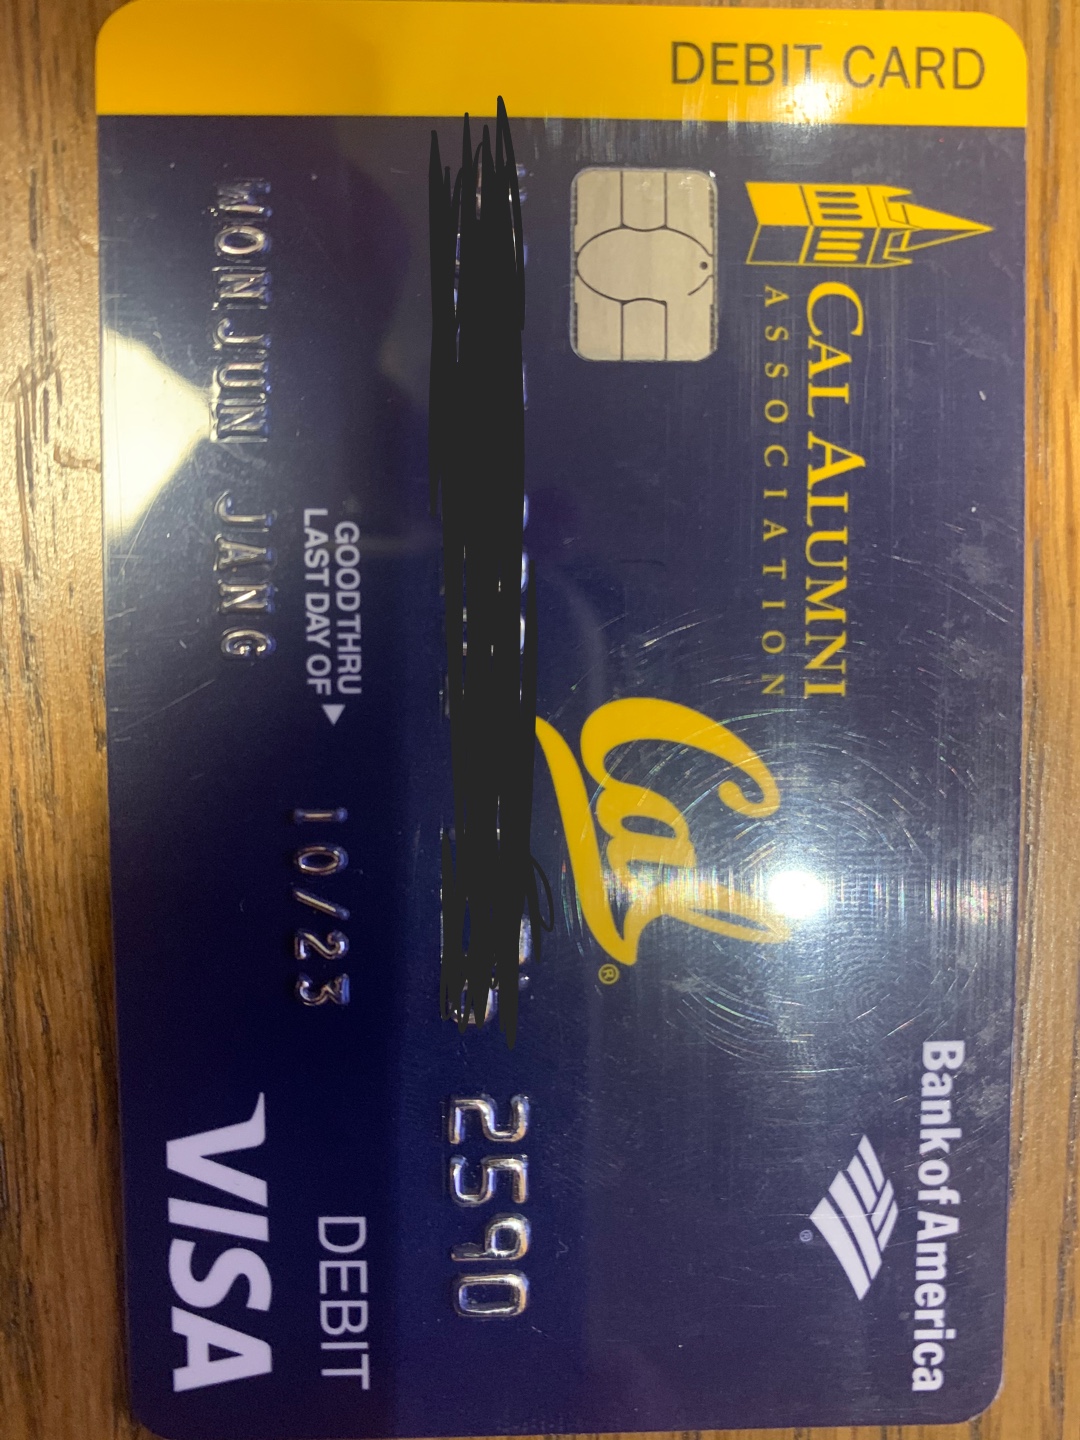 DEBIT CARD
CAL ALUMNI
ASSOCIATION
Bank of America
Cal
2590
GOOD THRU
LAST DAY OF
10/23
WONJUN JANG
DEBIT
VISA